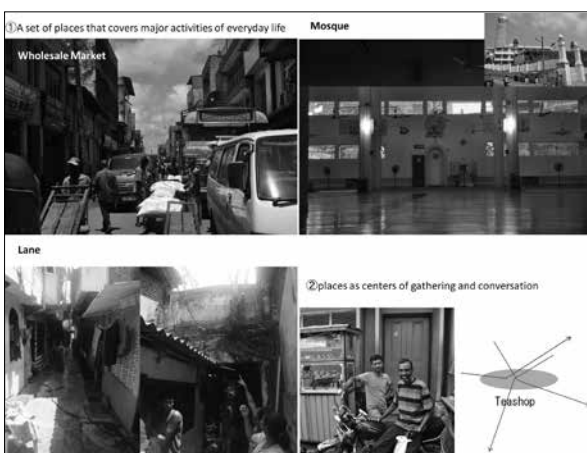 ①A set of places that covers major activities of everyday life
Mosque
Wholesale Market
Lane
②places as centers of gathering and conversation
Teashop